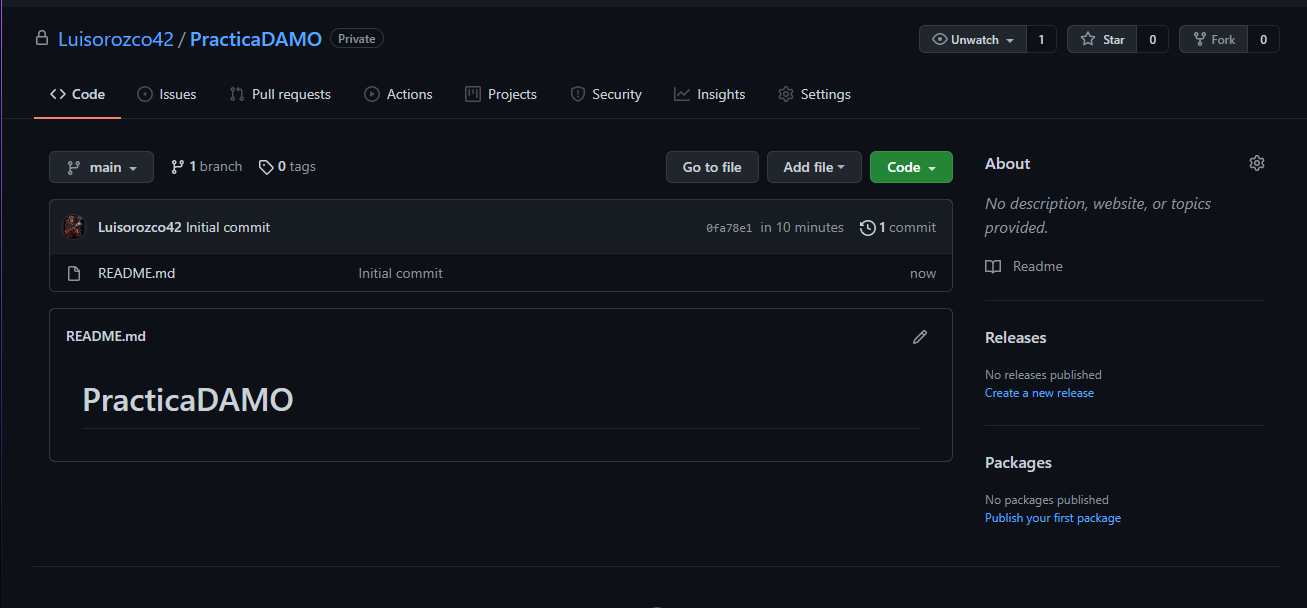 Luisorozco42 / PracticaDAMO Private
Unwatch 1 Star 0 Fork 0
Code Issues Pull requests Actions Projects Security Insights Settings
main 1 branch 0 tags Go to file Add file Code
Luisorozco42 Initial commit 0fa78e1 in 10 minutes 1 commit
README.md Initial commit now
README.md
PracticaDAMO
About
No description, website, or topics
provided.
Readme
Releases
No releases published
Create a new release
Packages
No packages published
Publish your first package